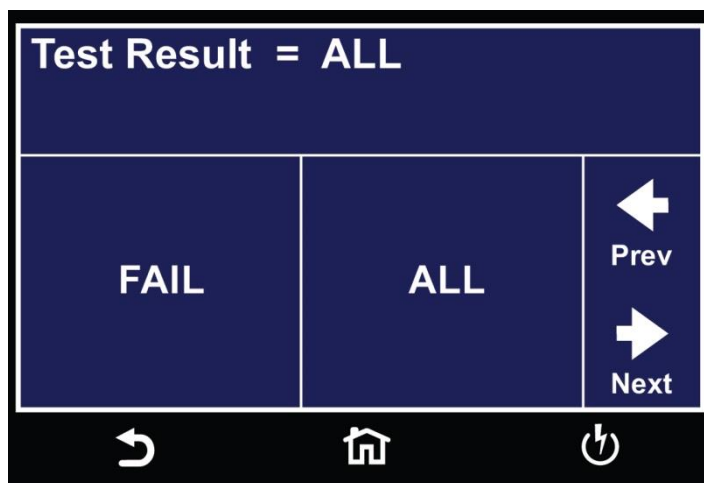 Test Result = ALL
FAIL
ALL
Prev
Next